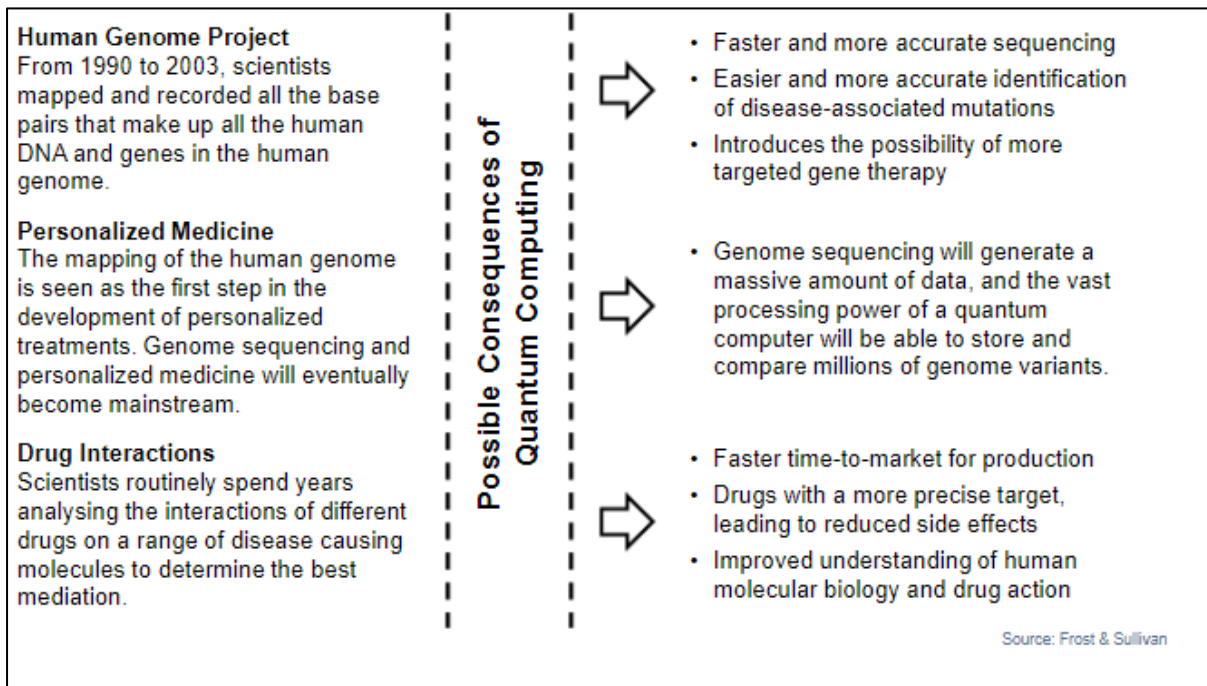 Human Genome Project
From 1990 to 2003, scientists
mapped and recorded all the base
pairs that make up all the human
DNA and genes in the human
genome.
Personalized Medicine
The mapping of the human genome
is seen as the first step in the
development of personalized
treatments. Genome sequencing and
personalized medicine will eventually
become mainstream.
Drug Interactions
Scientists routinely spend years
analysing the interactions of different
drugs on a range of disease causing
molecules to determine the best
mediation.
Possible Consequences of
Quantum Computing
• Faster and more accurate sequencing
• Easier and more accurate identification
of disease-associated mutations
• Introduces the possibility of more
targeted gene therapy
• Genome sequencing will generate a
massive amount of data, and the vast
processing power of a quantum
computer will be able to store and
compare millions of genome variants.
• Faster time-to-market for production
• Drugs with a more precise target,
leading to reduced side effects
• Improved understanding of human
molecular biology and drug action
Source: Frost & Sullivan